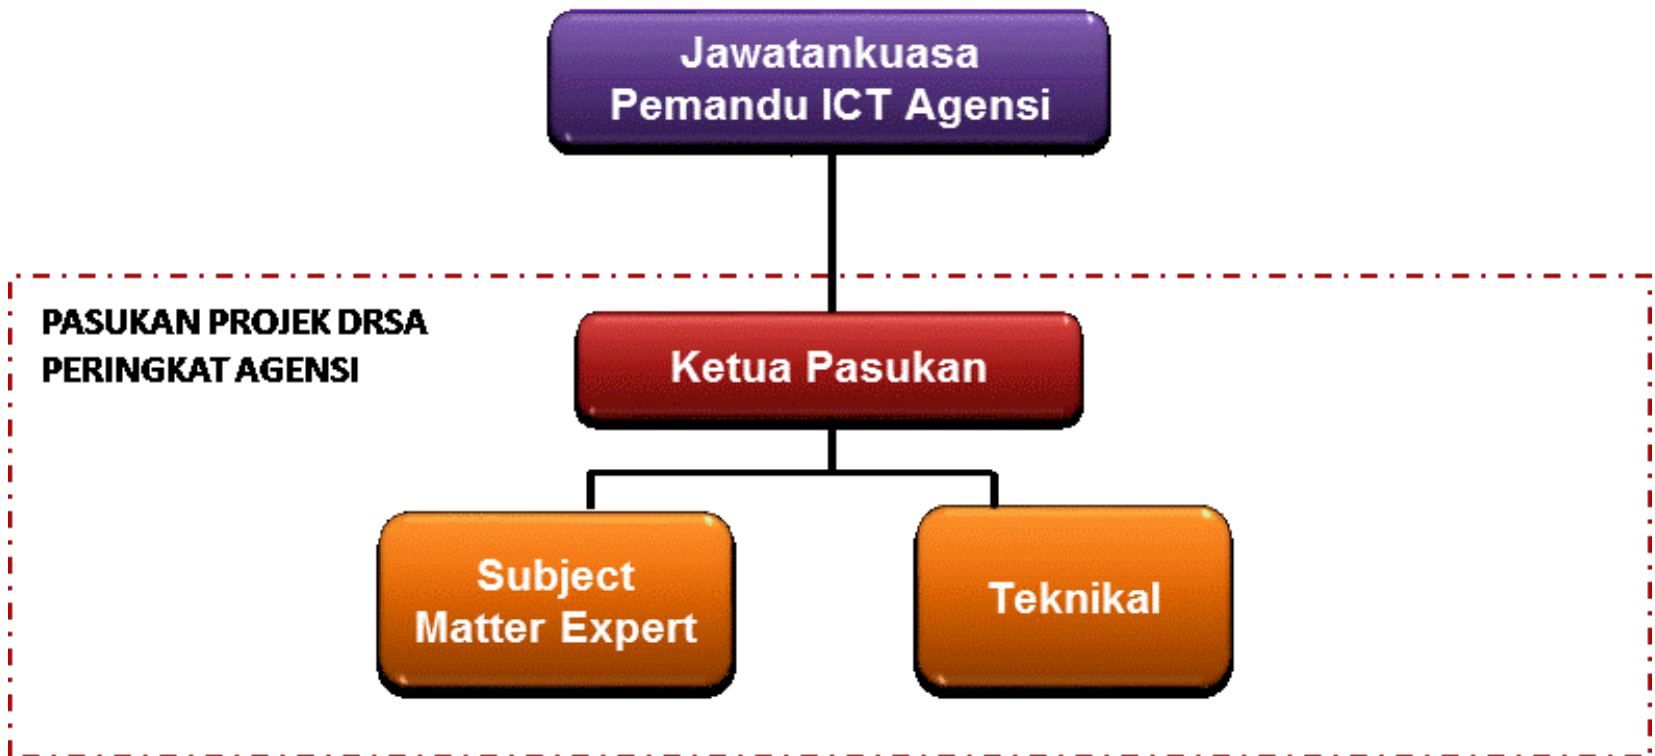 Jawatankuasa
Pemandu ICT Agensi
PASUKAN PROJEK DRSA
PERINGKAT AGENSI
Ketua Pasukan
Subject
Matter Expert
Teknikal